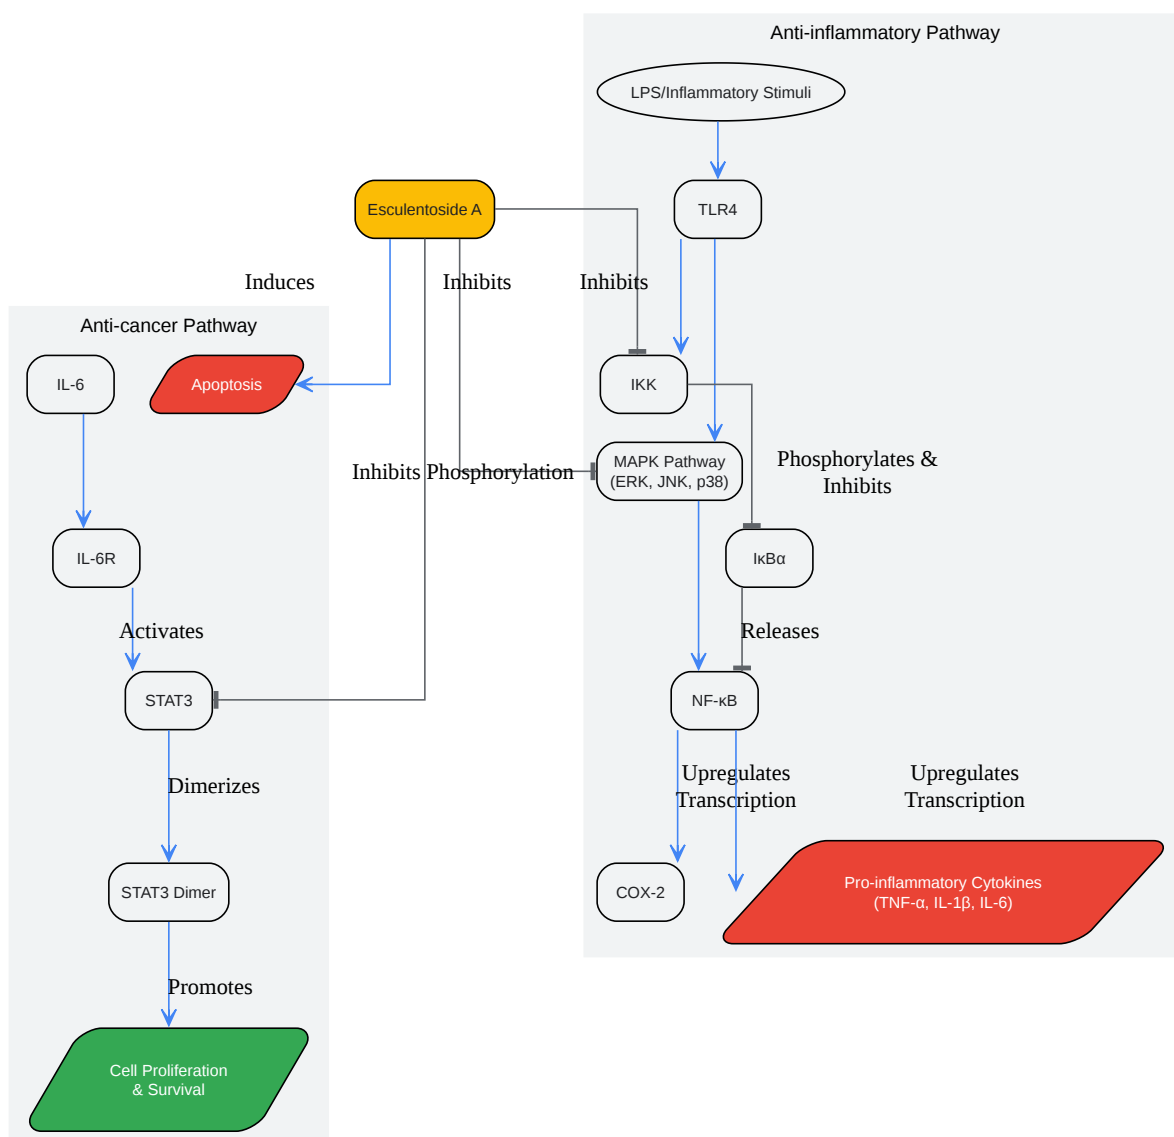 Anti-inflammatory Pathway
LPS/Inflammatory Stimuli
Esculentoside A
TLR4
Induces
Inhibits
Inhibits
Anti-cancer Pathway
IL-6
Apoptosis
IKK
Inhibits Phosphorylation
MAPK Pathway
(ERK, JNK, p38)
Phosphorylates &
Inhibits
IL-6R
IκBα
Activates
Releases
STAT3
NF-κB
Dimerizes
Upregulates
Transcription
Upregulates
Transcription
STAT3 Dimer
COX-2
Pro-inflammatory Cytokines
(TNF-α, IL-1β, IL-6)
Promotes
Cell Proliferation
& Survival